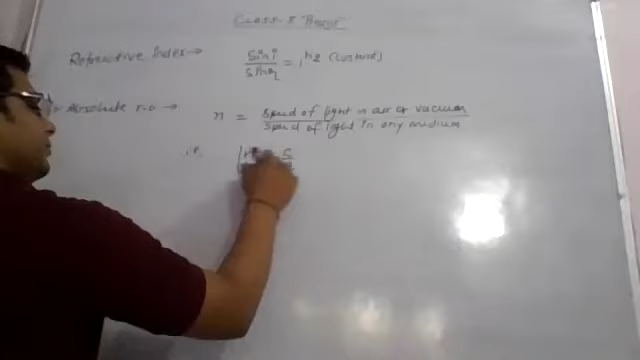 Class 8
Refractive Index → sin i / sin r = ₁n₂ (constant)
Absolute r.i → n = speed of light in air or vacuum / speed of light in any medium
i.e, n = c